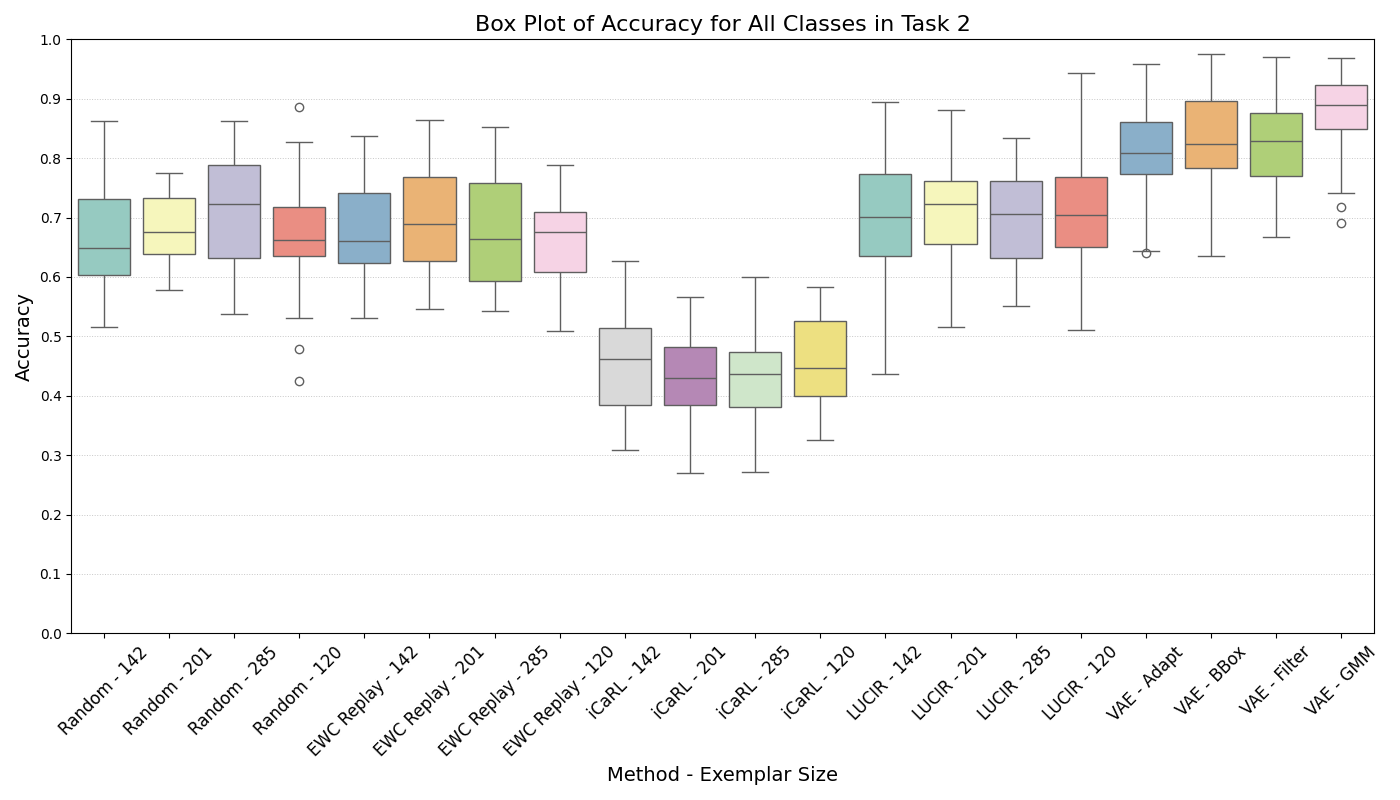 Box Plot of Accuracy for All Classes in Task 2
Accuracy
1.0
0.9
0.8
0.7
0.6
0.5
0.4
0.3
0.2
0.1
0.0
Random - 142
Random - 201
Random - 285
Random - 120
EWC Replay - 142
EWC Replay - 201
EWC Replay - 285
EWC Replay - 120
iCaRL - 142
iCaRL - 201
iCaRL - 285
iCaRL - 120
LUCIR - 142
LUCIR - 201
LUCIR - 285
LUCIR - 120
VAE - Adapt
VAE - BBox
VAE - Filter
VAE - GMM
Method - Exemplar Size